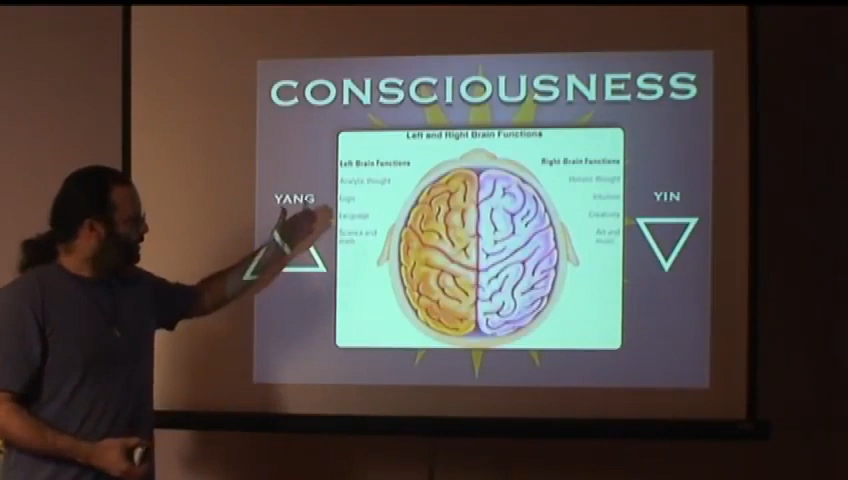 CONSCIOUSNESS
Left and Right Brain Functions
Left Brain Functions
Analytic thought
Logic
Language
Science and
math
Right Brain Functions
Holistic thought
Intuition
Creativity
Art and
music
YANG
YIN